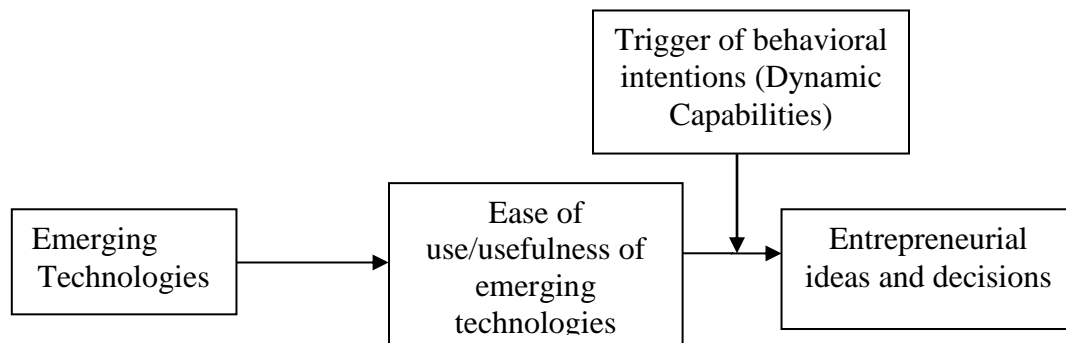 Trigger of behavioral
intentions (Dynamic
Capabilities)
Emerging
Technologies
Ease of
use/usefulness of
emerging
technologies
Entrepreneurial
ideas and decisions